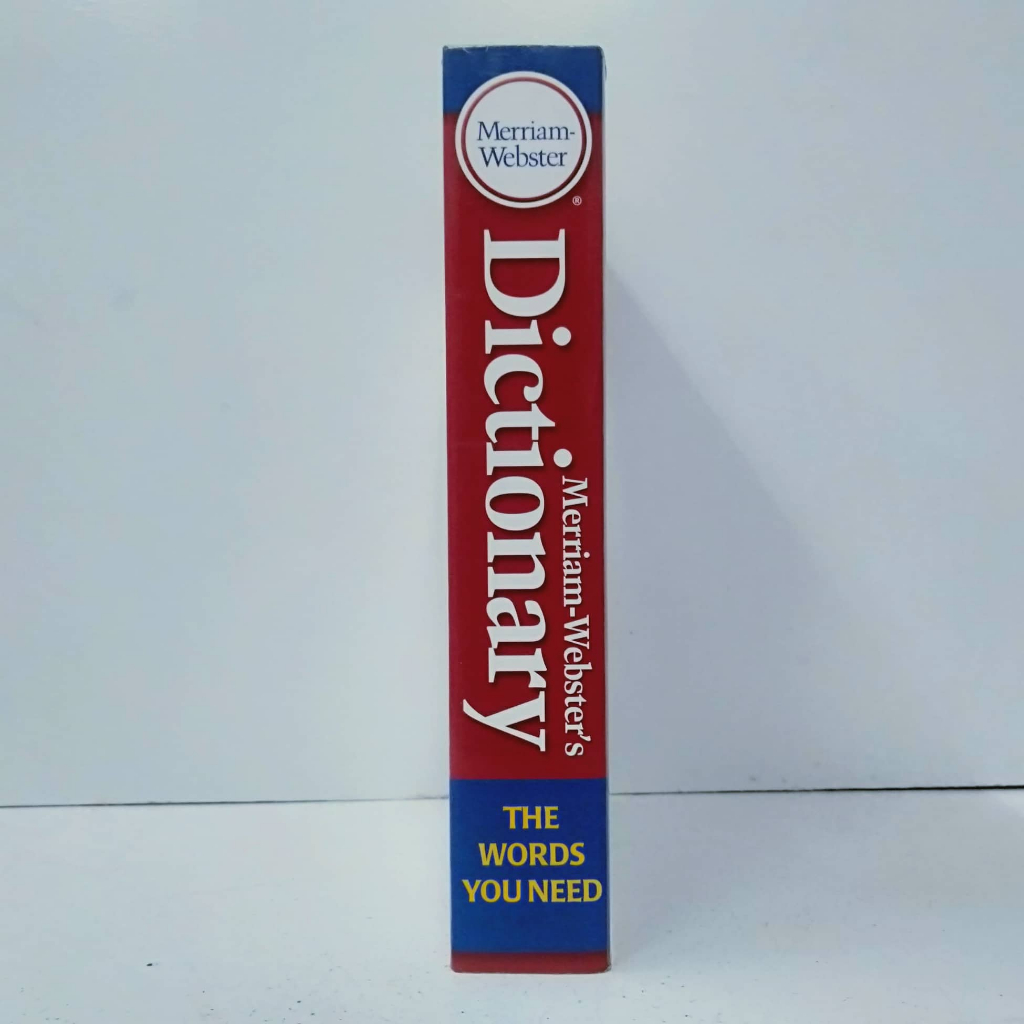 Merriam-
Webster
®
Merriam-Webster's
Dictionary
THE
WORDS
YOU NEED